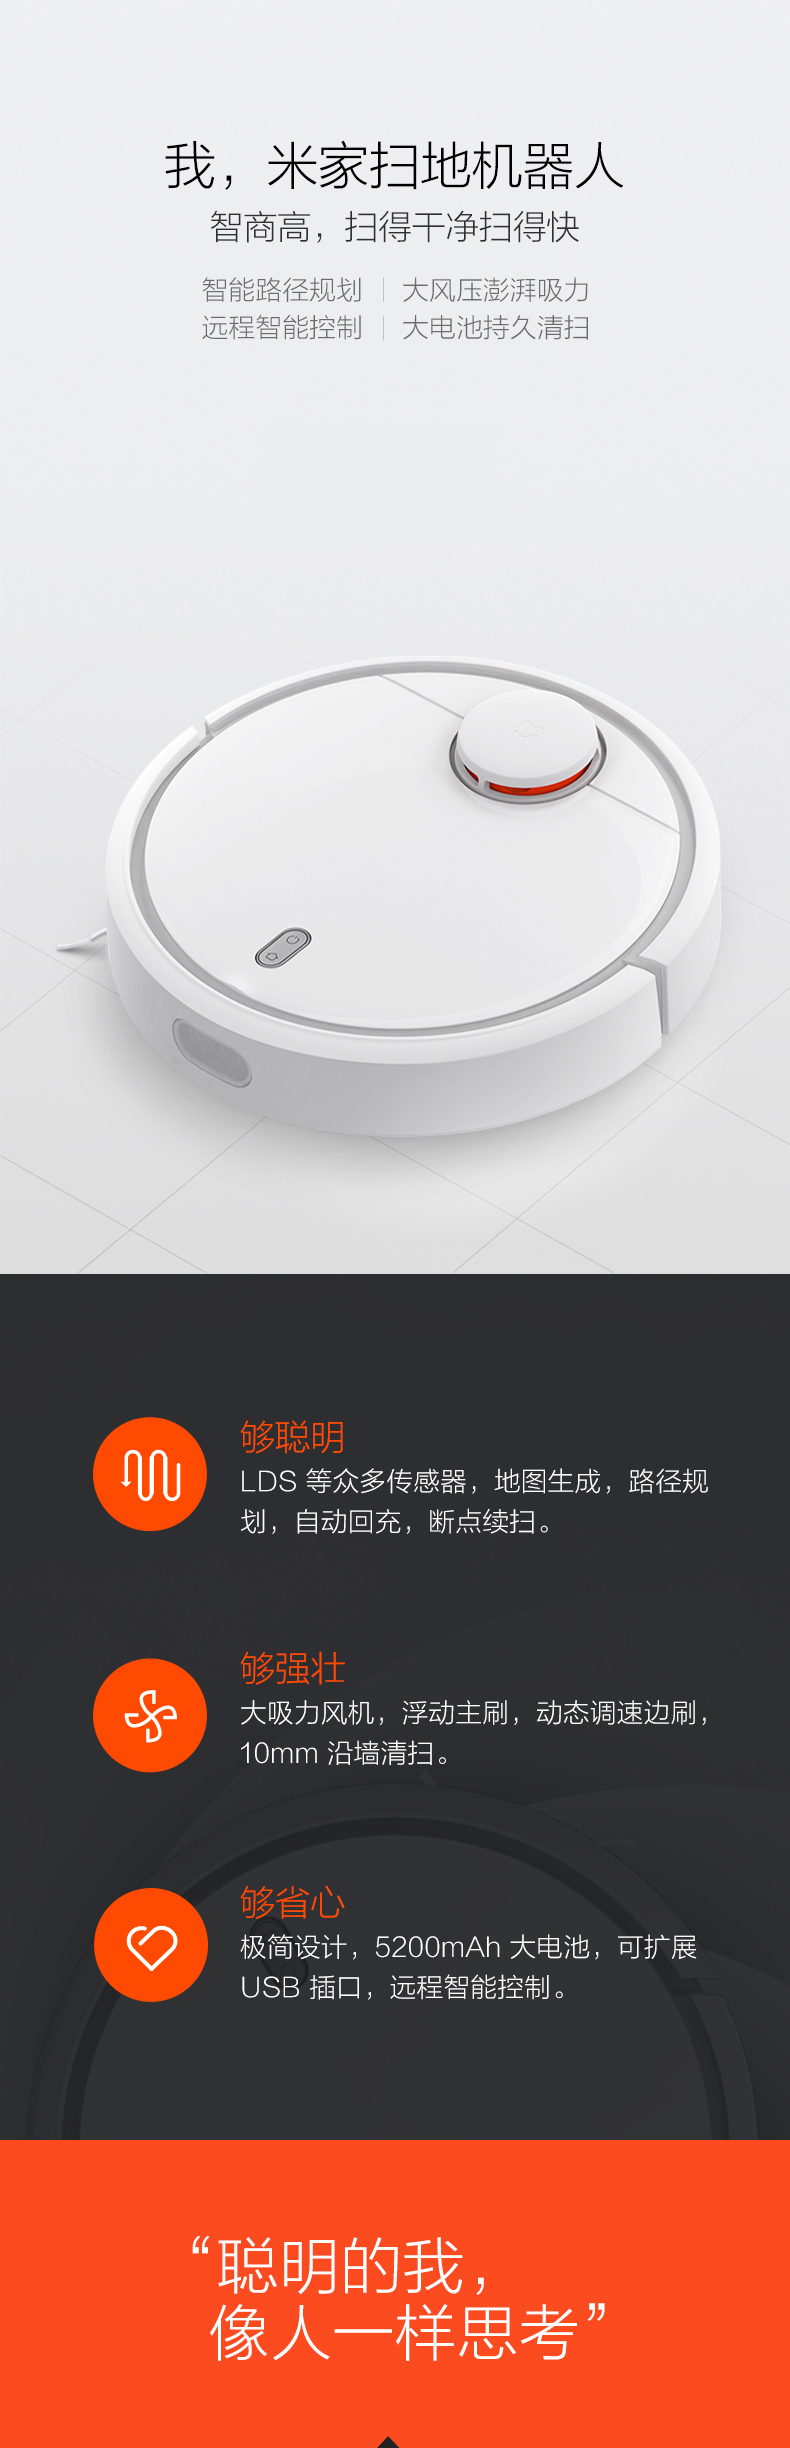 我，米家扫地机器人
智商高，扫得干净扫得快
智能路径规划 | 大风压澎湃吸力
远程智能控制 | 大电池持久清扫
够聪明
LDS 等众多传感器，地图生成，路径规
划，自动回充，断点续扫。
够强壮
大吸力风机，浮动主刷，动态调速边刷，
10mm 沿墙清扫。
够省心
极简设计，5200mAh 大电池，可扩展
USB 插口，远程智能控制。
“聪明的我，
像人一样思考”